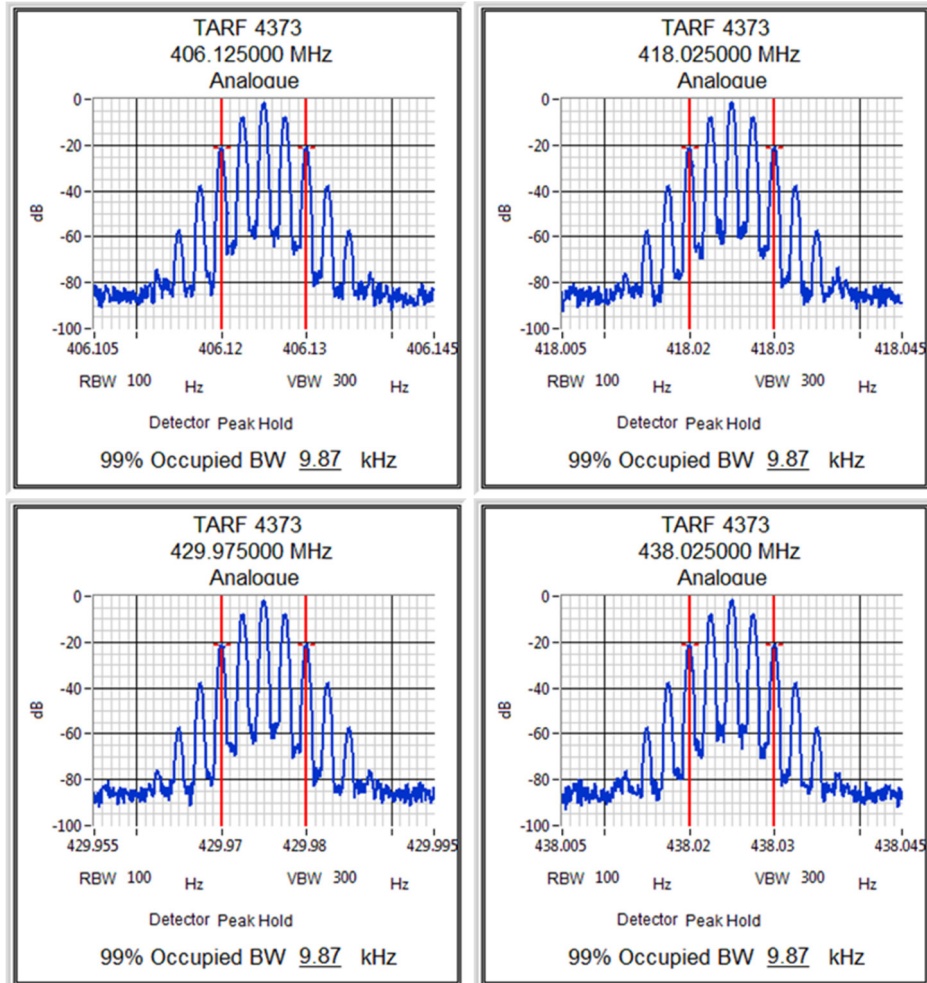 TARF 4373
406.125000 MHz
Analogue
0
-20
-40
-60
-80
-100
dB
406.105 406.12 406.13 406.145
RBW 100 Hz VBW 300 Hz
Detector Peak Hold
99% Occupied BW 9.87 kHz
TARF 4373
418.025000 MHz
Analogue
0
-20
-40
-60
-80
-100
dB
418.005 418.02 418.03 418.045
RBW 100 Hz VBW 300 Hz
Detector Peak Hold
99% Occupied BW 9.87 kHz
TARF 4373
429.975000 MHz
Analogue
0
-20
-40
-60
-80
-100
dB
429.955 429.97 429.98 429.995
RBW 100 Hz VBW 300 Hz
Detector Peak Hold
99% Occupied BW 9.87 kHz
TARF 4373
438.025000 MHz
Analogue
0
-20
-40
-60
-80
-100
dB
438.005 438.02 438.03 438.045
RBW 100 Hz VBW 300 Hz
Detector Peak Hold
99% Occupied BW 9.87 kHz